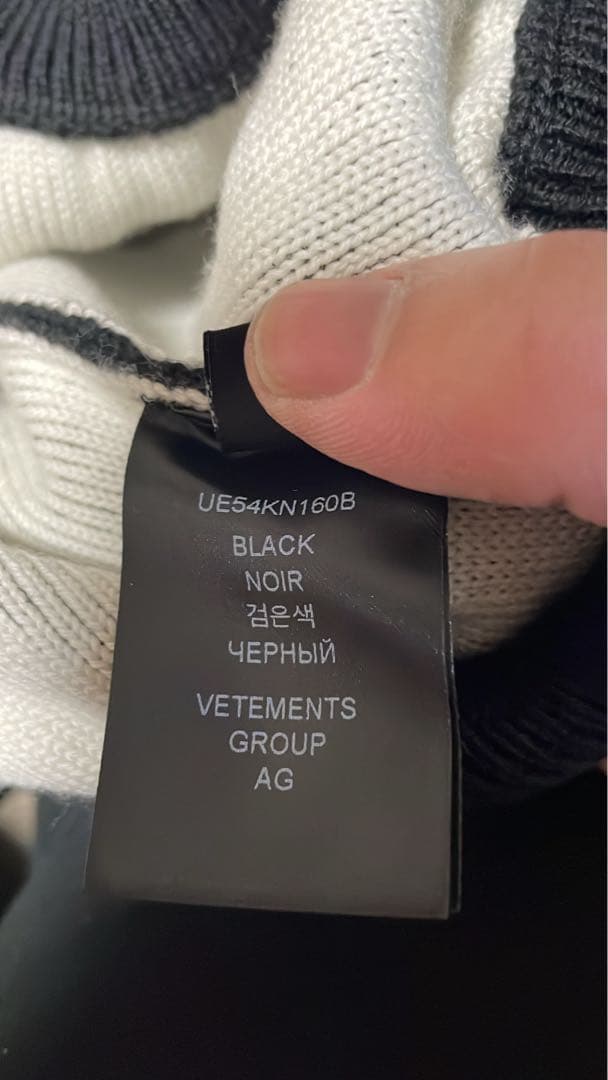 UE54KN160B
BLACK
NOIR
검은색
ЧЕРНЫЙ
VETEMENTS
GROUP
AG